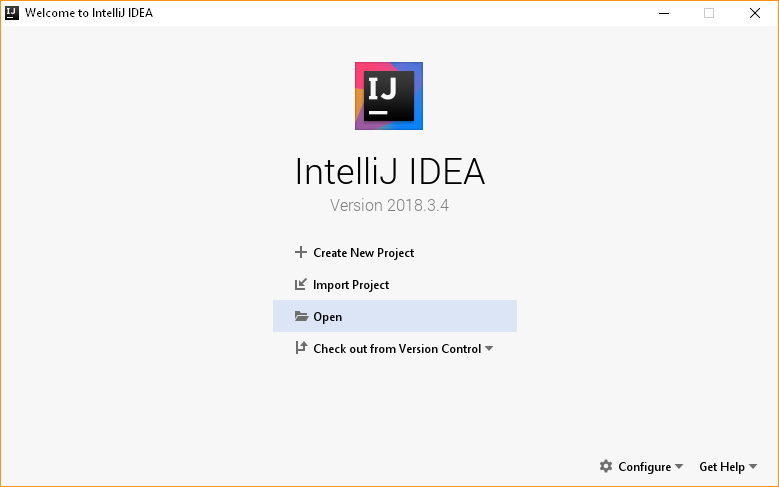 IJ Welcome to IntelliJ IDEA
IJ
IntelliJ IDEA
Version 2018.3.4
Create New Project
Import Project
Open
Check out from Version Control
Configure Get Help